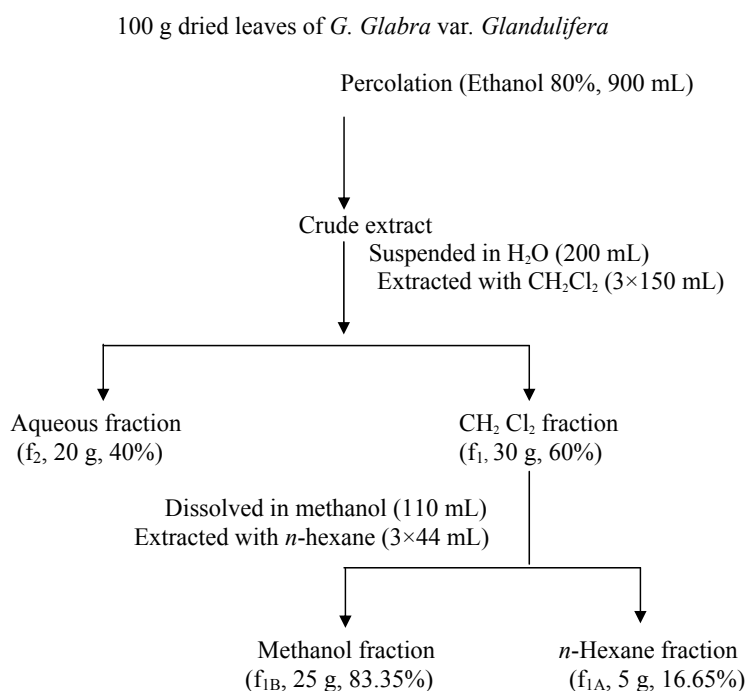 100 g dried leaves of G. Glabra var. Glandulifera
Percolation (Ethanol 80%, 900 mL)
Crude extract
Suspended in H₂O (200 mL)
Extracted with CH₂Cl₂ (3×150 mL)
Aqueous fraction
(f₂, 20 g, 40%)
CH₂ Cl₂ fraction
(f₁, 30 g, 60%)
Dissolved in methanol (110 mL)
Extracted with n-hexane (3×44 mL)
Methanol fraction
(f₁B, 25 g, 83.35%)
n-Hexane fraction
(f₁A, 5 g, 16.65%)